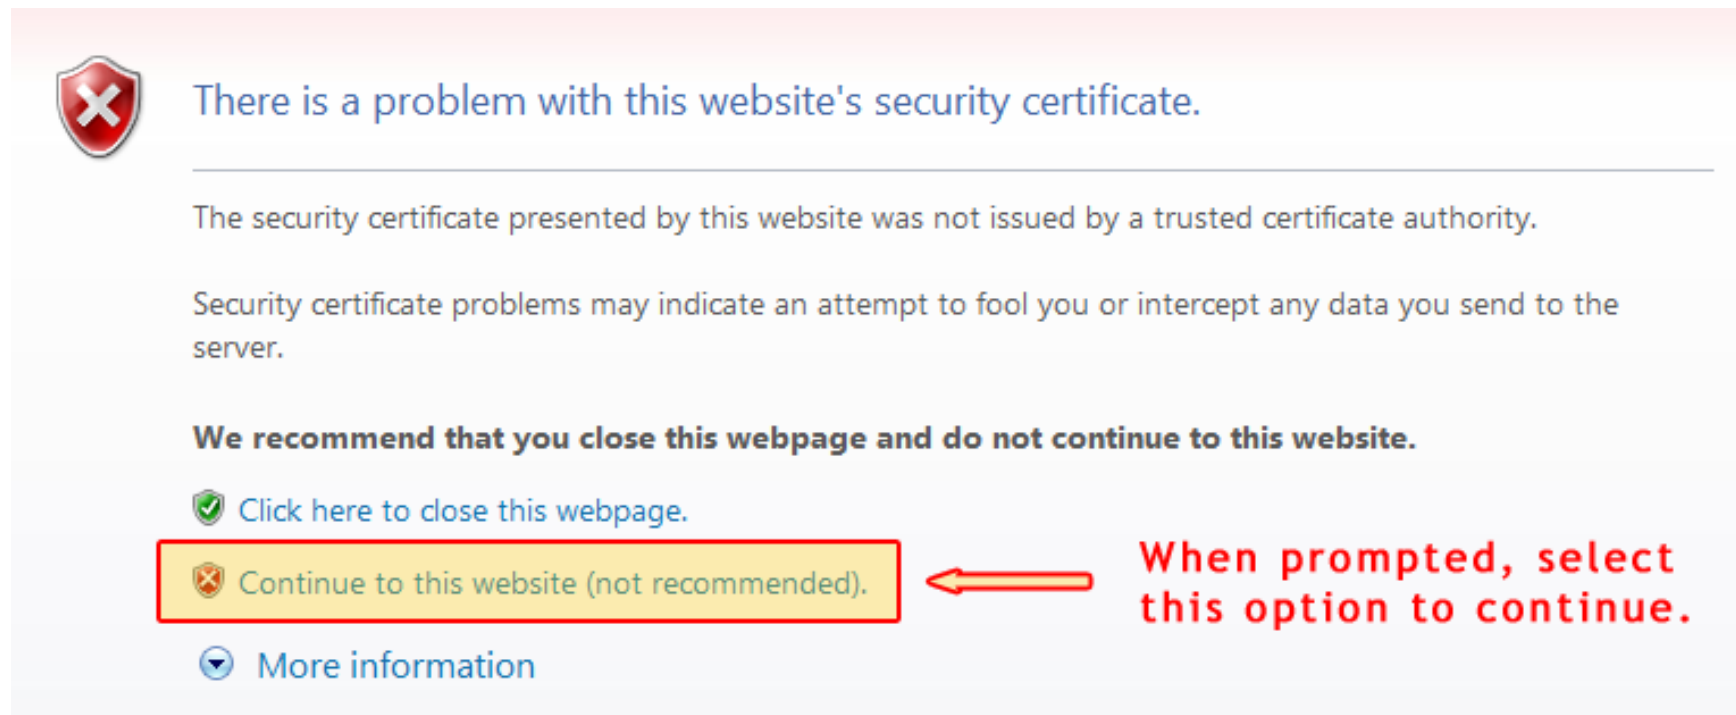 There is a problem with this website's security certificate.
The security certificate presented by this website was not issued by a trusted certificate authority.
Security certificate problems may indicate an attempt to fool you or intercept any data you send to the
server.
We recommend that you close this webpage and do not continue to this website.
Click here to close this webpage.
Continue to this website (not recommended).
When prompted, select
this option to continue.
More information